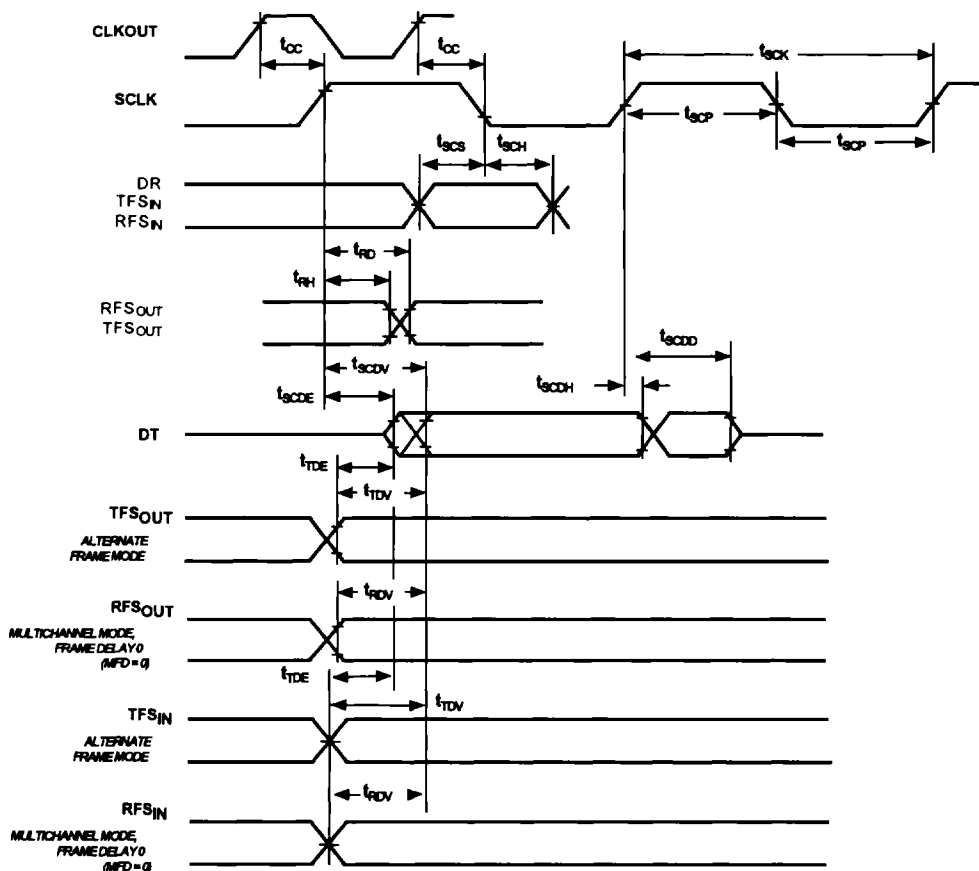 CLKOUT
tCC
tCC
tSCK
SCLK
tSCP
tSCS
tSCH
tSCP
DR
TFSIN
RFSIN
tRD
tRH
RFSOUT
TFSOUT
tSCDV
tSCDD
tSCDE
tSCDH
DT
tTDE
tTDV
TFSOUT
ALTERNATE
FRAME MODE
tRDV
RFSOUT
MULTICHANNEL MODE,
FRAME DELAY 0
(MFD = 0)
tTDE
tTDV
TFSIN
ALTERNATE
FRAME MODE
tRDV
RFSIN
MULTICHANNEL MODE,
FRAME DELAY 0
(MFD = 0)